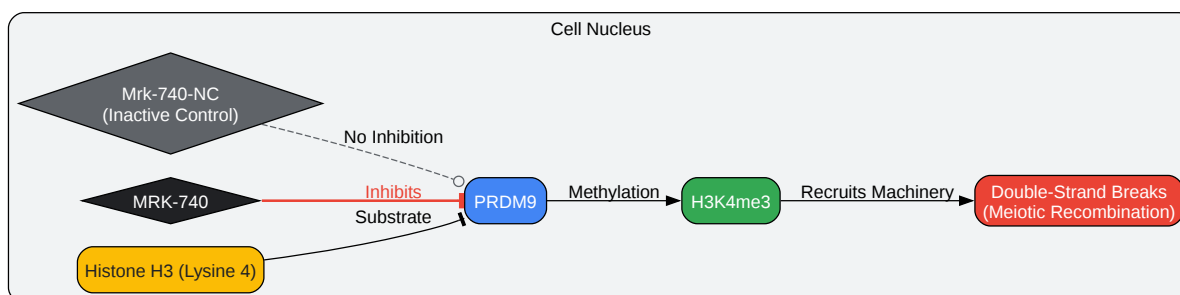 Cell Nucleus
Mrk-740-NC
(Inactive Control)
No Inhibition
MRK-740
Inhibits
Substrate
PRDM9
Methylation
H3K4me3
Recruits Machinery
Double-Strand Breaks
(Meiotic Recombination)
Histone H3 (Lysine 4)